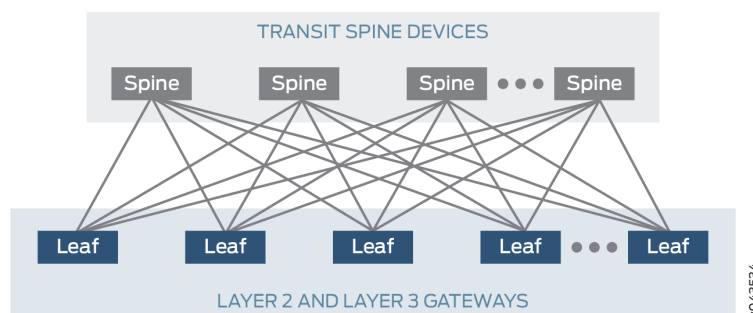 TRANSIT SPINE DEVICES
Spine Spine Spine Spine
Leaf Leaf Leaf Leaf Leaf
LAYER 2 AND LAYER 3 GATEWAYS